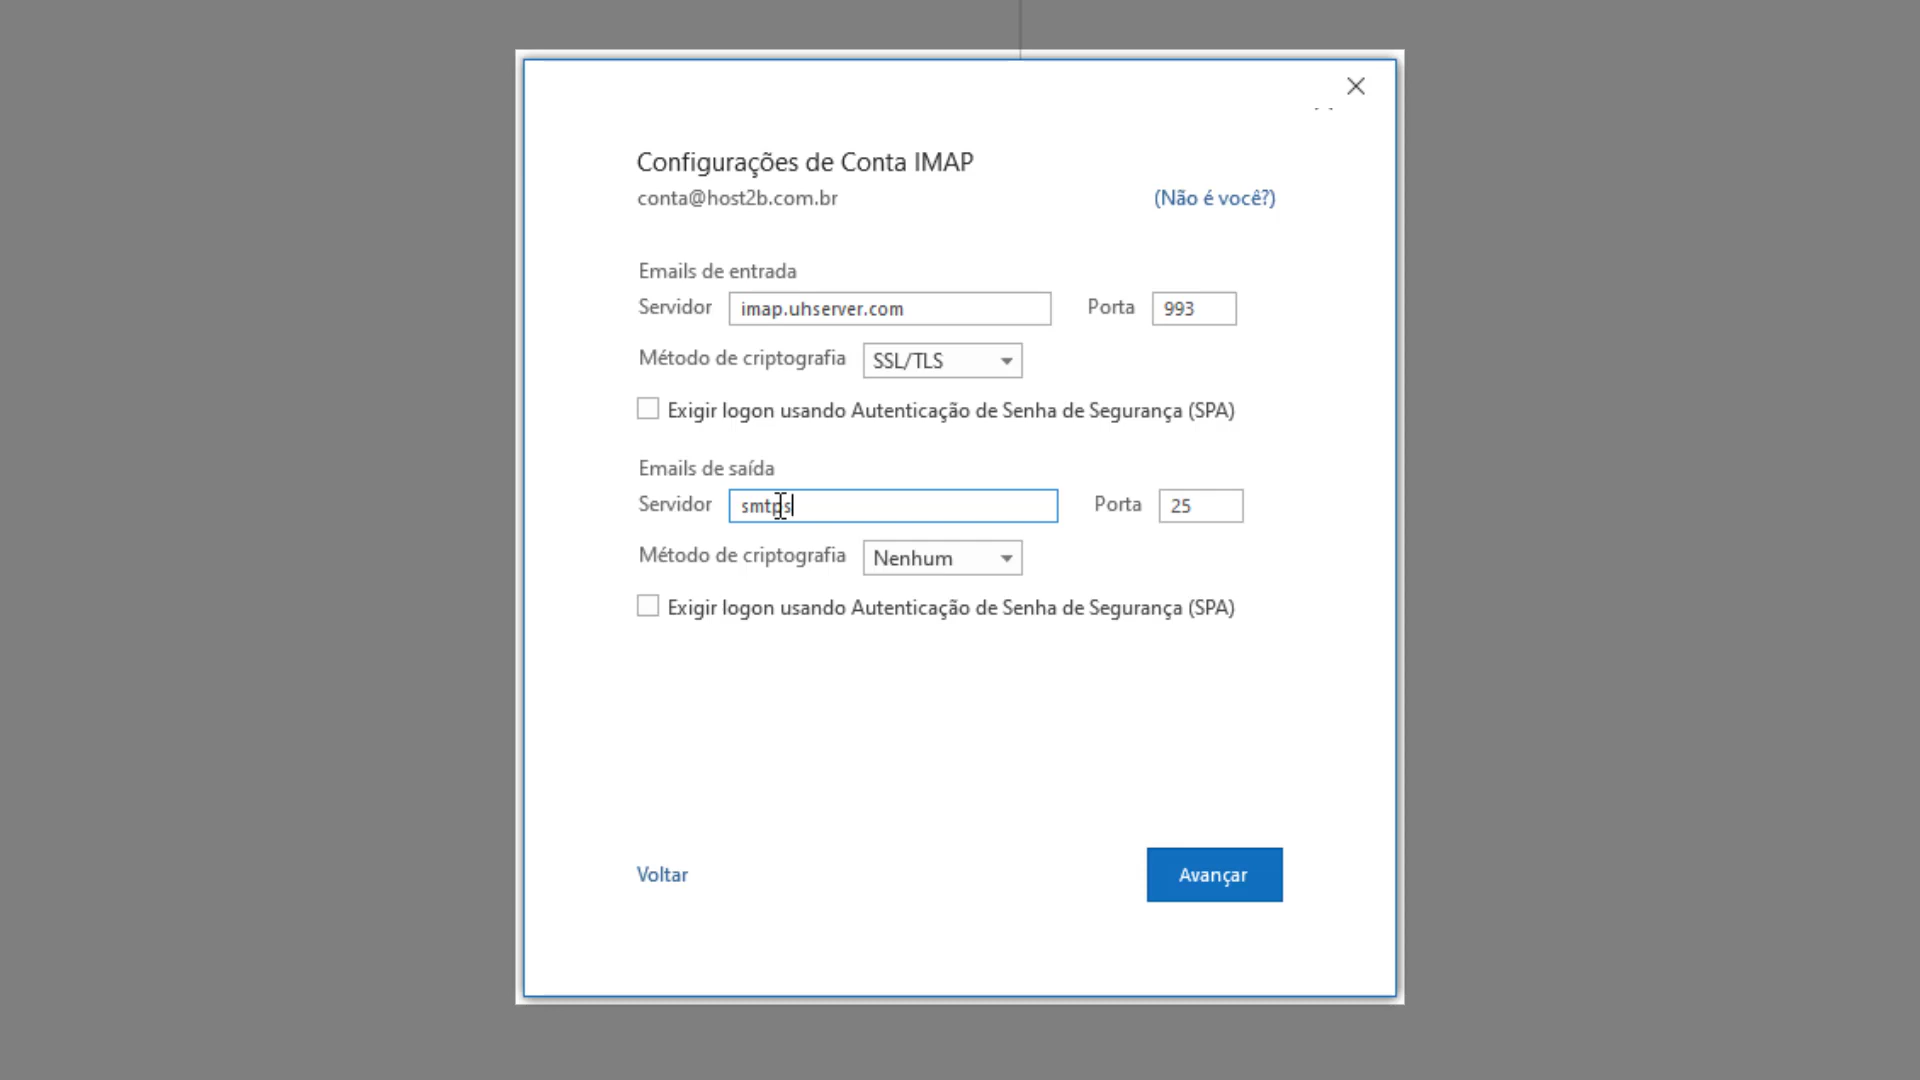 Configurações de Conta IMAP
conta@host2b.com.br (Não é você?)
Emails de entrada
Servidor imap.uhserver.com Porta 993
Método de criptografia SSL/TLS
Exigir logon usando Autenticação de Senha de Segurança (SPA)
Emails de saída
Servidor smtps Porta 25
Método de criptografia Nenhum
Exigir logon usando Autenticação de Senha de Segurança (SPA)
Voltar Avançar